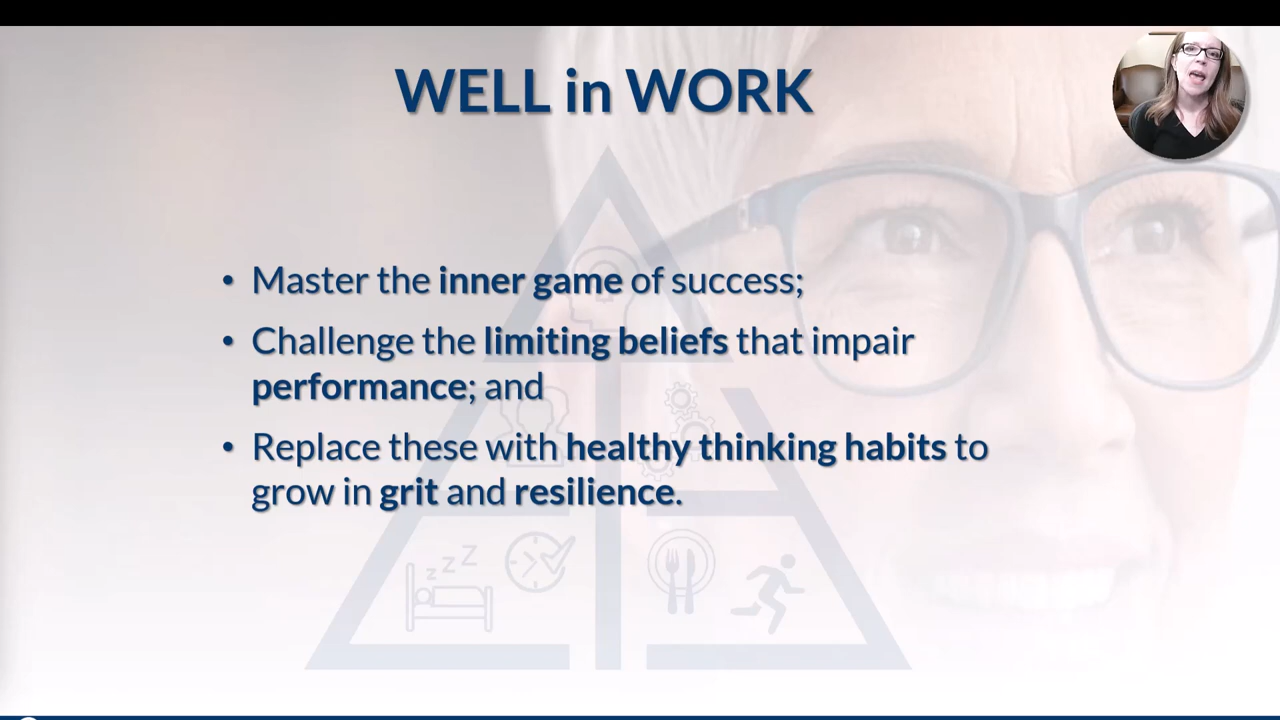 WELL in WORK
• Master the inner game of success;
• Challenge the limiting beliefs that impair
performance; and
• Replace these with healthy thinking habits to
grow in grit and resilience.
z z Z